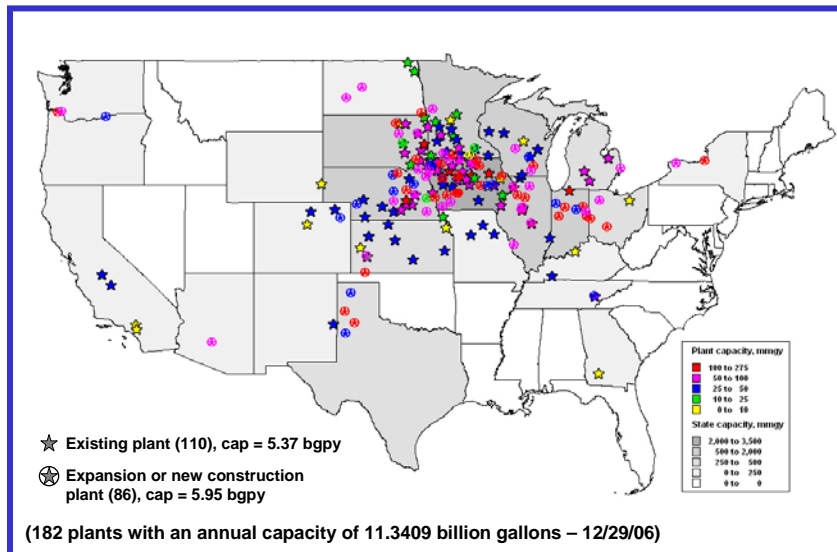 Plant capacity, mmgy
100 to 275
50 to 100
25 to 50
10 to 25
0 to 10
State capacity, mmgy
2,000 to 3,500
500 to 2,000
250 to 500
0 to 250
0 to 0
Existing plant (110), cap = 5.37 bgpy
Expansion or new construction
plant (86), cap = 5.95 bgpy
(182 plants with an annual capacity of 11.3409 billion gallons – 12/29/06)